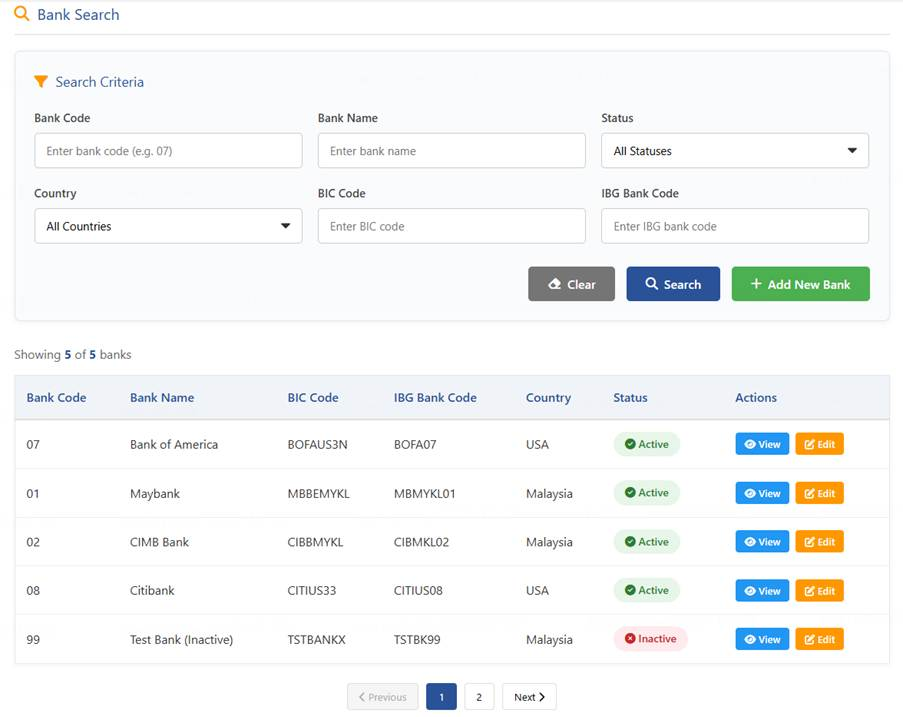 Bank Search
Search Criteria
Bank Code Bank Name Status
Enter bank code (e.g. 07) Enter bank name All Statuses
Country BIC Code IBG Bank Code
All Countries Enter BIC code Enter IBG bank code
Clear Search + Add New Bank
Showing 5 of 5 banks
Bank Code Bank Name BIC Code IBG Bank Code Country Status Actions
07 Bank of America BOFAUS3N BOFA07 USA Active View Edit
01 Maybank MBBEMYKL MBMYKL01 Malaysia Active View Edit
02 CIMB Bank CIBBMYKL CIBMKL02 Malaysia Active View Edit
08 Citibank CITIUS33 CITIUS08 USA Active View Edit
99 Test Bank (Inactive) TSTBANKX TSTBK99 Malaysia Inactive View Edit
Previous 1 2 Next